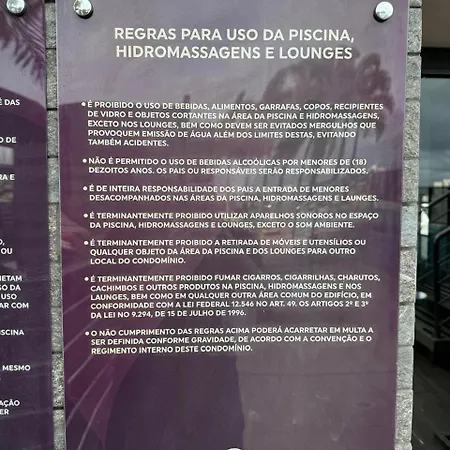 REGRAS PARA USO DA PISCINA,
HIDROMASSAGENS E LOUNGES
• É PROIBIDO O USO DE BEBIDAS, ALIMENTOS, GARRAFAS, COPOS, RECIPIENTES
DE VIDRO E OBJETOS CORTANTES NA ÁREA DA PISCINA E HIDROMASSAGENS,
EXCETO NOS LOUNGES, BEM COMO DEVEM SER EVITADOS MERGULHOS QUE
PROVOQUEM EMISSÃO DE ÁGUA ALÉM DOS LIMITES DESTAS, EVITANDO
TAMBÉM ACIDENTES.
• NÃO É PERMITIDO O USO DE BEBIDAS ALCOÓLICAS POR MENORES DE (18)
DEZOITOS ANOS. OS PAIS OU RESPONSÁVEIS SERÃO RESPONSABILIZADOS.
• É DE INTEIRA RESPONSABILIDADE DOS PAIS A ENTRADA DE MENORES
DESACOMPANHADOS NAS ÁREAS DA PISCINA, HIDROMASSAGENS E LAUNGES.
• É TERMINANTEMENTE PROIBIDO UTILIZAR APARELHOS SONOROS NO ESPAÇO
DA PISCINA, HIDROMASSAGENS E LOUNGES, EXCETO O SOM AMBIENTE.
• É TERMINANTEMENTE PROIBIDO A RETIRADA DE MÓVEIS E UTENSÍLIOS OU
QUALQUER OBJETO DA ÁREA DA PISCINA E DOS LOUNGES PARA OUTRO
LOCAL DO CONDOMÍNIO.
• É TERMINANTEMENTE PROIBIDO FUMAR CIGARROS, CIGARRILHAS, CHARUTOS,
CACHIMBOS E OUTROS PRODUTOS NA PISCINA, HIDROMASSAGENS E NOS
LAUNGES, BEM COMO EM QUALQUER OUTRA ÁREA COMUM DO EDIFÍCIO, EM
CONFORMIDADE COM A LEI FEDERAL 12.546 NO ART. 49. OS ARTIGOS 2º E 3º
DA LEI NO 9.294, DE 15 DE JULHO DE 1996.
• O NÃO CUMPRIMENTO DAS REGRAS ACIMA PODERÁ ACARRETAR EM MULTA A
SER DEFINIDA CONFORME GRAVIDADE, DE ACORDO COM A CONVENÇÃO E O
REGIMENTO INTERNO DESTE CONDOMÍNIO.